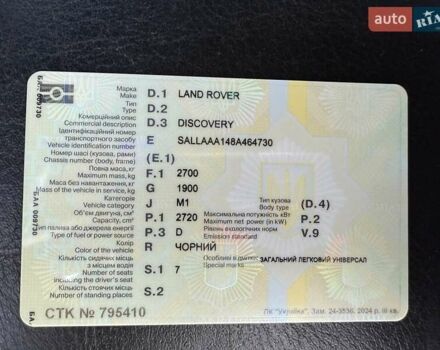 auto RIA
Марка
Make D.1 LAND ROVER
Тип
Type D.2
Комерційний опис
Commercial description D.3 DISCOVERY
Ідентифікаційний номер
транспортного засобу
Vehicle identification number E SALLAAA148A464730
Номер шасі (кузова, рами)
Chassis number (body, frame) (E.1)
Повна маса, кг
Maximum mass, kg F.1 2700
Маса без навантаження, кг
Mass of the vehicle in service, kg G 1900
Категорія
Vehicle category J M1
Тип кузова
Body type (D.4)
Об'єм двигуна, см³
Capacity, cm³ P.1 2720
Максимальна потужність кВт
Maximum net power (in kW) P.2
Тип пального або джерела енергії
Type of fuel or power source P.3 D
Рівень екологічних норм
Emission standard V.9
Колір
Color of the vehicle R ЧОРНИЙ
Кількість сидячих місць
з місцем водія
Number of seats
including the driver's seat S.1 7
Особливі відмітки
Special marks ЗАГАЛЬНИЙ ЛЕГКОВИЙ УНІВЕРСАЛ
Кількість стоячих місць
Number of standing places S.2
СТК № 795410
ПК "Україна", Зам. 24-3536, 2024 р. III кв.